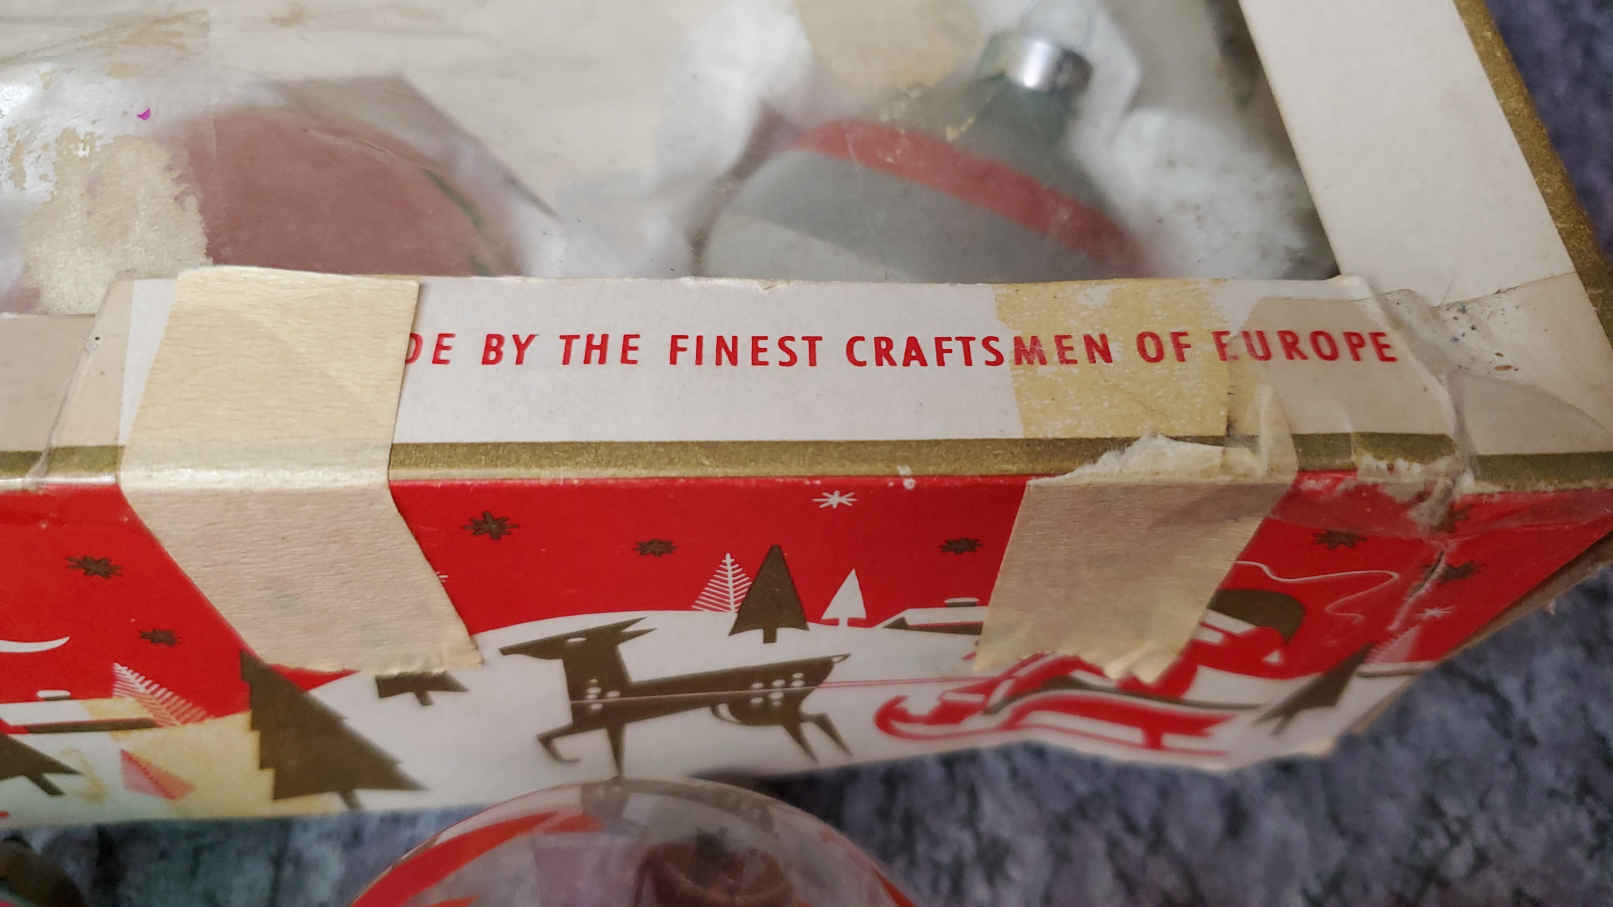 DE BY THE FINEST CRAFTSMEN OF EUROPE